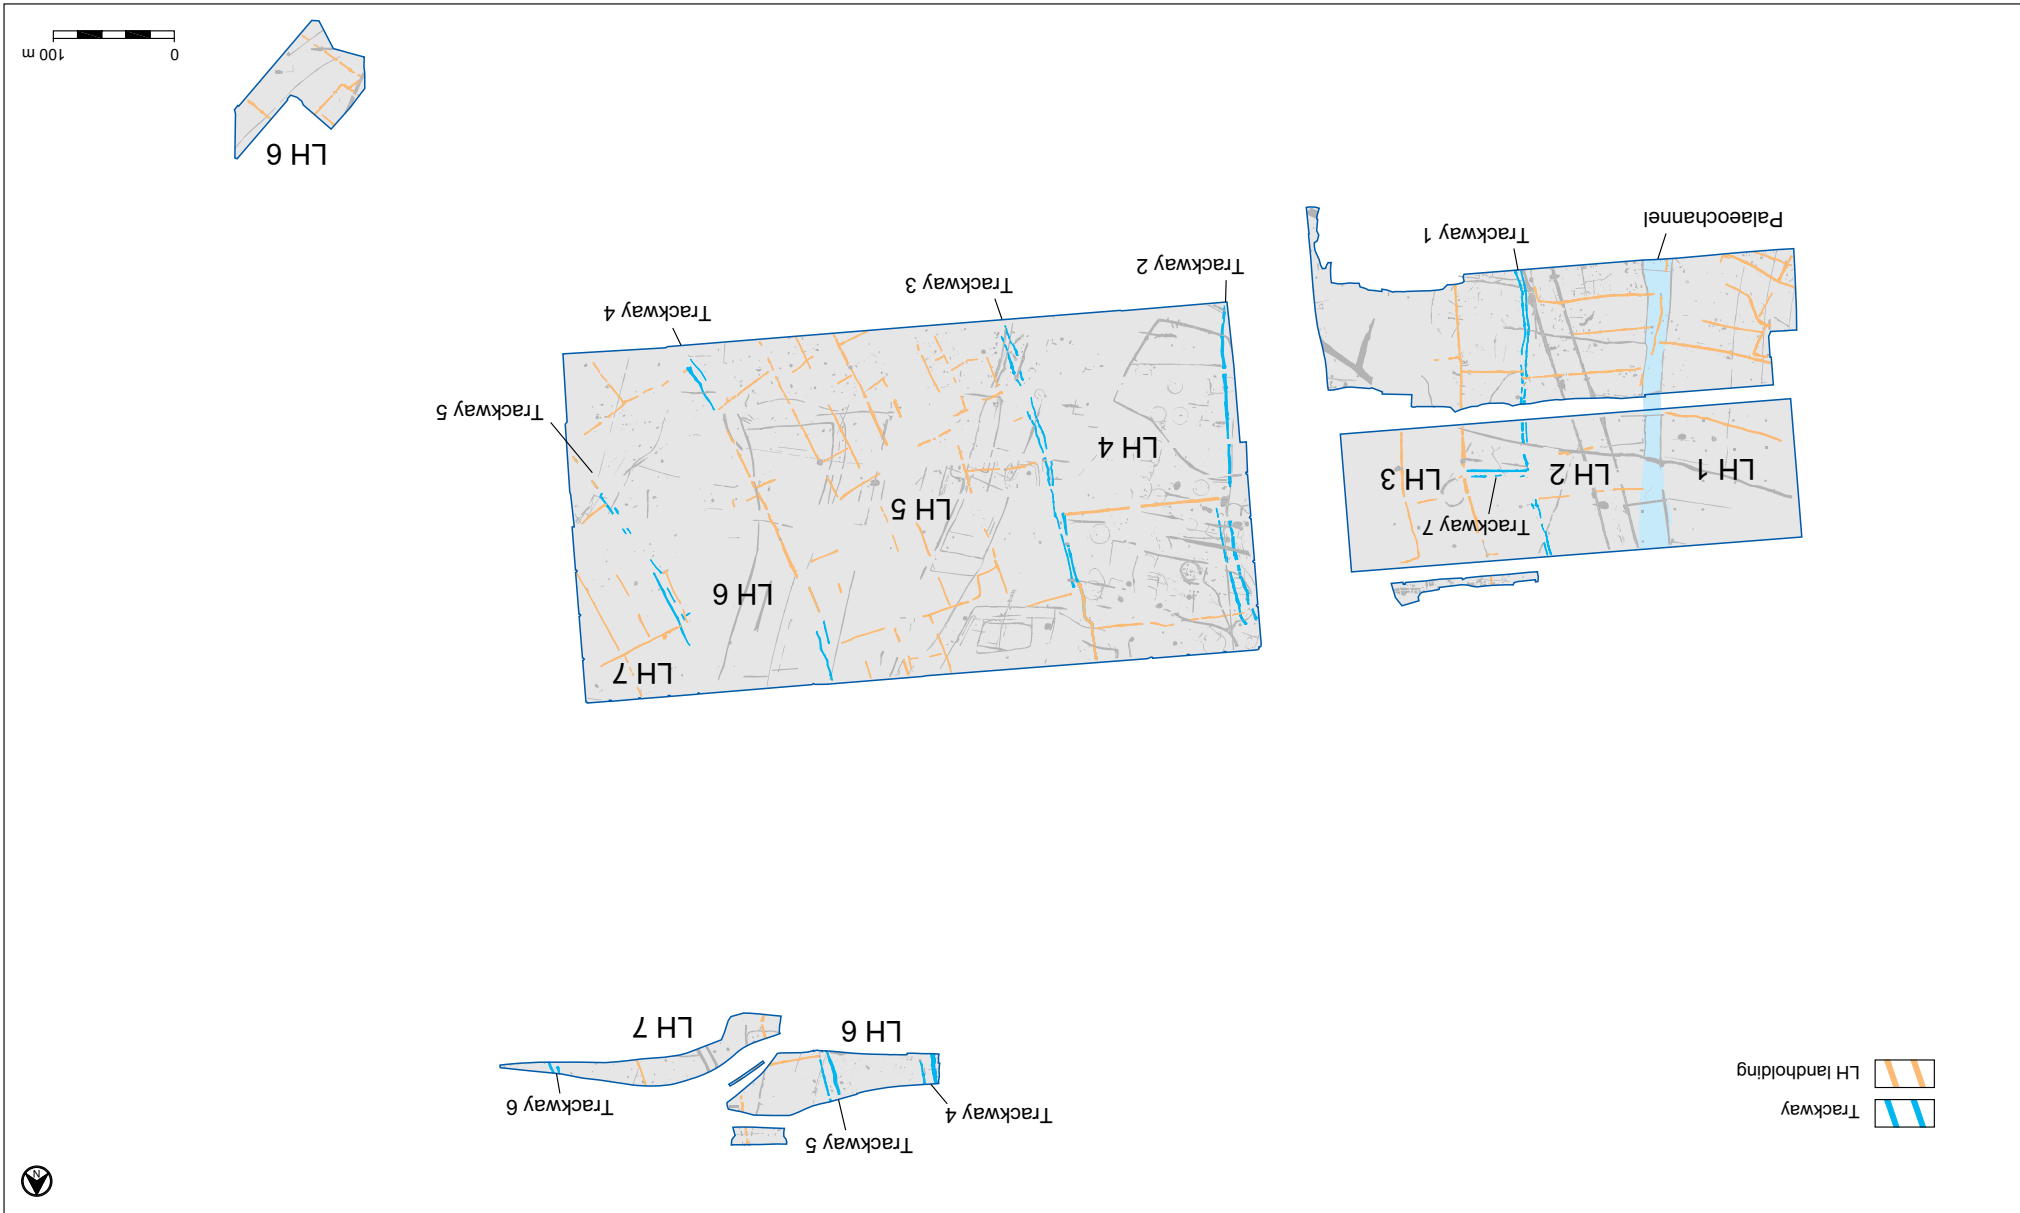 N
Trackway 5
Trackway
Trackway 4
Trackway 6
LH landholding
LH 6
LH 7
LH 7
LH 6
Trackway 7
LH 5
LH 1
LH 2
LH 3
LH 4
Trackway 5
Trackway 4
Trackway 3
Trackway 2
Trackway 1
Palaeochannel
LH 6
0 100 m